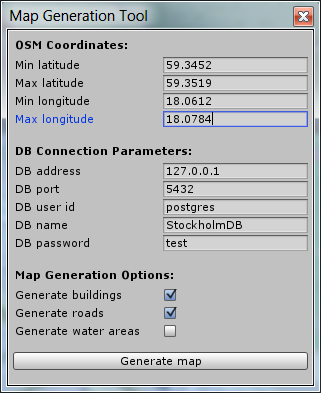 Map Generation Tool
OSM Coordinates:
Min latitude 59.3452
Max latitude 59.3519
Min longitude 18.0612
Max longitude 18.0784
DB Connection Parameters:
DB address 127.0.0.1
DB port 5432
DB user id postgres
DB name StockholmDB
DB password test
Map Generation Options:
Generate buildings
Generate roads
Generate water areas
Generate map